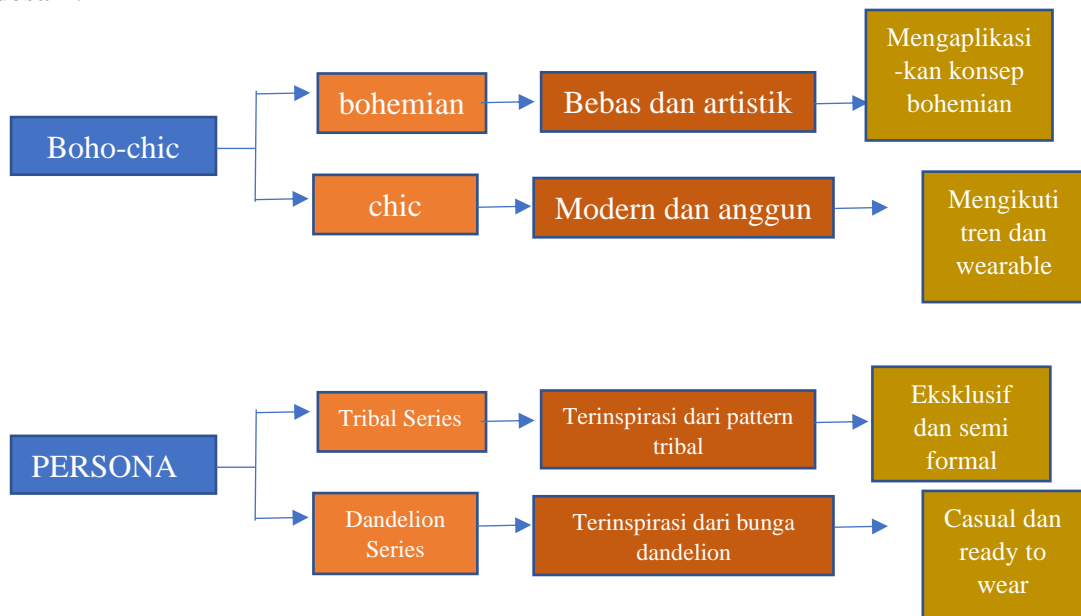 Boho-chic
bohemian
Bebas dan artistik
Mengaplikasi
-kan konsep
bohemian
chic
Modern dan anggun
Mengikuti
tren dan
wearable
PERSONA
Tribal Series
Terinspirasi dari pattern
tribal
Eksklusif
dan semi
formal
Dandelion
Series
Terinspirasi dari bunga
dandelion
Casual dan
ready to
wear